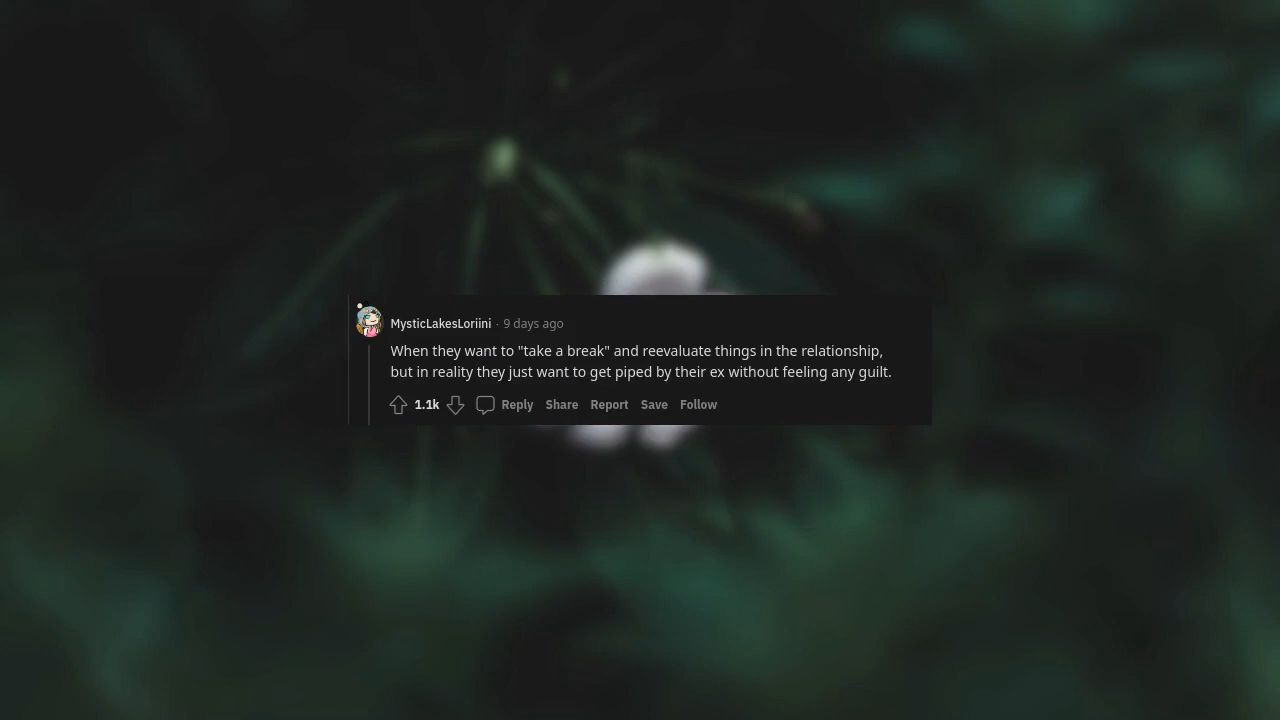 MysticLakesLoriini · 9 days ago
When they want to "take a break" and reevaluate things in the relationship,
but in reality they just want to get piped by their ex without feeling any guilt.
1.1k Reply Share Report Save Follow